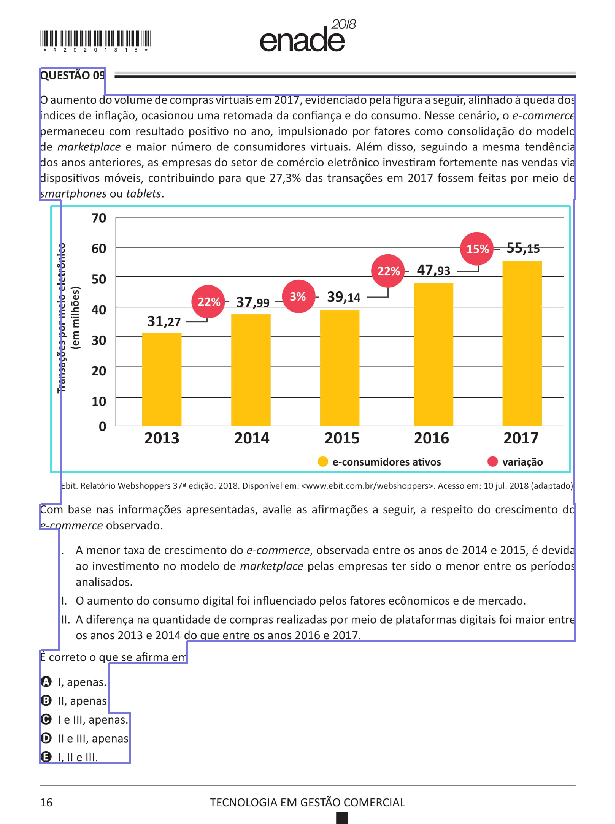 *R20201818*
enade 2018
QUESTÃO 09
O aumento do volume de compras virtuais em 2017, evidenciado pela figura a seguir, alinhado à queda dos
índices de inflação, ocasionou uma retomada da confiança e do consumo. Nesse cenário, o e-commerce
permaneceu com resultado positivo no ano, impulsionado por fatores como consolidação do modelo
de marketplace e maior número de consumidores virtuais. Além disso, seguindo a mesma tendência
dos anos anteriores, as empresas do setor de comércio eletrônico investiram fortemente nas vendas via
dispositivos móveis, contribuindo para que 27,3% das transações em 2017 fossem feitas por meio de
smartphones ou tablets.
Transações por meio eletrônico
(em milhões)
70
60
50
40
30
20
10
0
31,27
22%
37,99
3%
39,14
22%
47,93
15%
55,15
2013
2014
2015
2016
2017
e-consumidores ativos
variação
Ebit. Relatório Webshoppers 37ª edição. 2018. Disponível em: <www.ebit.com.br/webshoppers>. Acesso em: 10 jul. 2018 (adaptado)
Com base nas informações apresentadas, avalie as afirmações a seguir, a respeito do crescimento do
e-commerce observado.
I. A menor taxa de crescimento do e-commerce, observada entre os anos de 2014 e 2015, é devida
ao investimento no modelo de marketplace pelas empresas ter sido o menor entre os períodos
analisados.
II. O aumento do consumo digital foi influenciado pelos fatores ecônomicos e de mercado.
III. A diferença na quantidade de compras realizadas por meio de plataformas digitais foi maior entre
os anos 2013 e 2014 do que entre os anos 2016 e 2017.
É correto o que se afirma em
A I, apenas.
B II, apenas
C I e III, apenas.
D II e III, apenas
E I, II e III.
16
TECNOLOGIA EM GESTÃO COMERCIAL